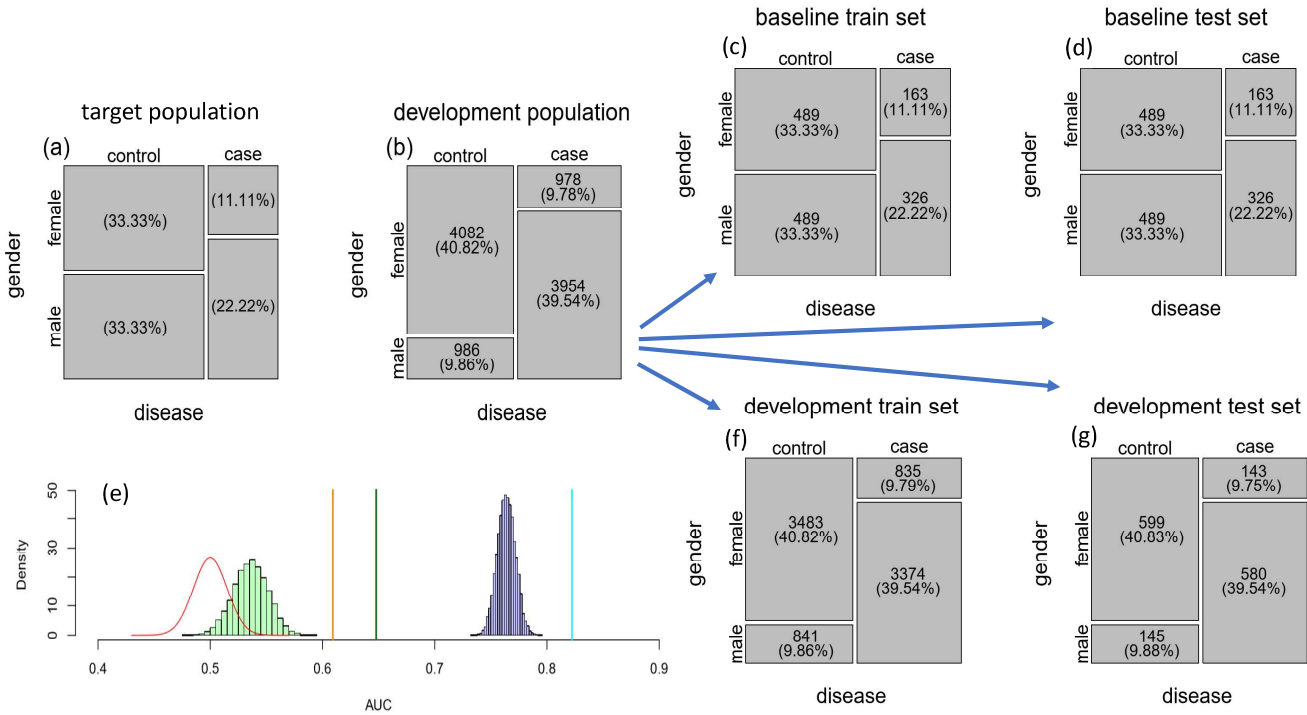 target population
(a)
control case
female
male
gender
(33.33%)
(11.11%)
(33.33%)
(22.22%)
disease
development population
(b)
control
case
female
male
gender
4082
(40.82%)
978
(9.78%)
3954
(39.54%)
986
(9.86%)
disease
baseline train set
(c)
control
case
female
male
gender
489
(33.33%)
163
(11.11%)
489
(33.33%)
326
(22.22%)
disease
baseline test set
(d)
control
case
female
male
gender
489
(33.33%)
163
(11.11%)
489
(33.33%)
326
(22.22%)
disease
(e)
Density
50
30
10
0
0.4 0.5 0.6 0.7 0.8 0.9
AUC
development train set
(f)
control
case
female
male
gender
3483
(40.82%)
835
(9.79%)
3374
(39.54%)
841
(9.86%)
disease
development test set
(g)
control
case
female
male
gender
599
(40.83%)
143
(9.75%)
580
(39.54%)
145
(9.88%)
disease